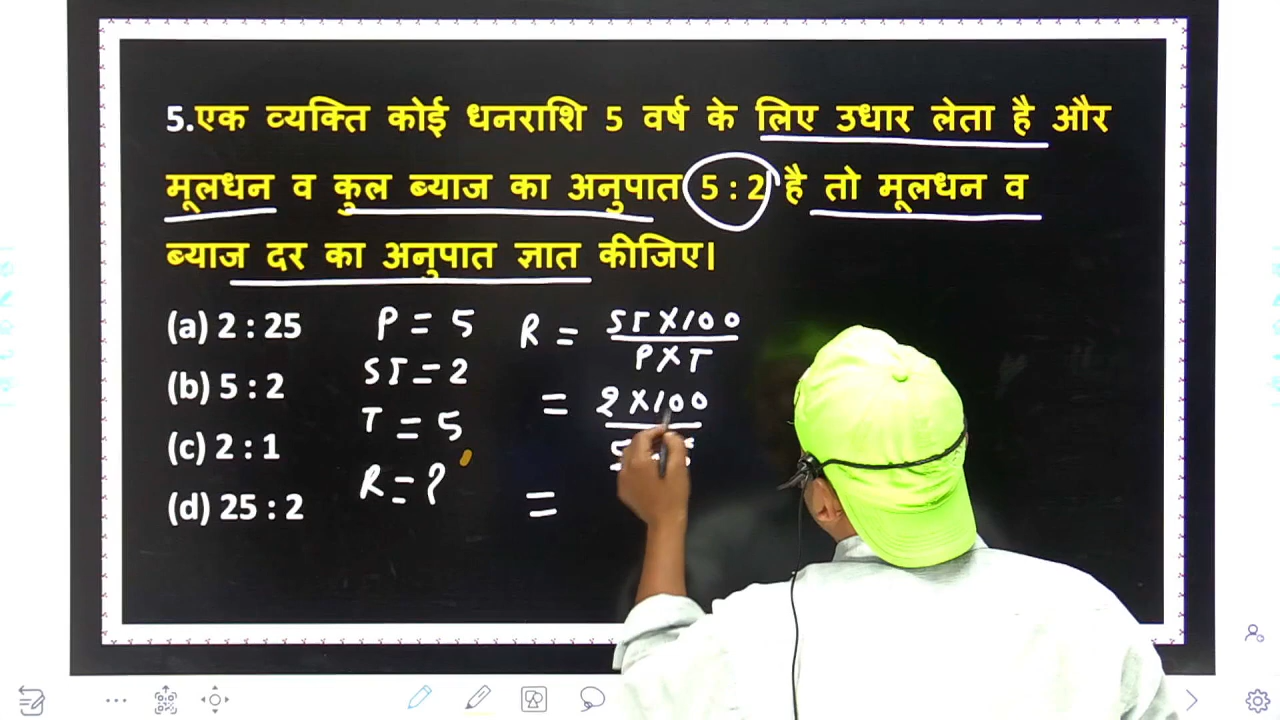 5.एक व्यक्ति कोई धनराशि 5 वर्ष के लिए उधार लेता है और
मूलधन व कुल ब्याज का अनुपात 5 : 2 है तो मूलधन व
ब्याज दर का अनुपात ज्ञात कीजिए।
(a) 2 : 25
(b) 5 : 2
(c) 2 : 1
(d) 25 : 2
P = 5
SI = 2
T = 5
R = ?
R = SI × 100
P × T
= 2 × 100
5
=